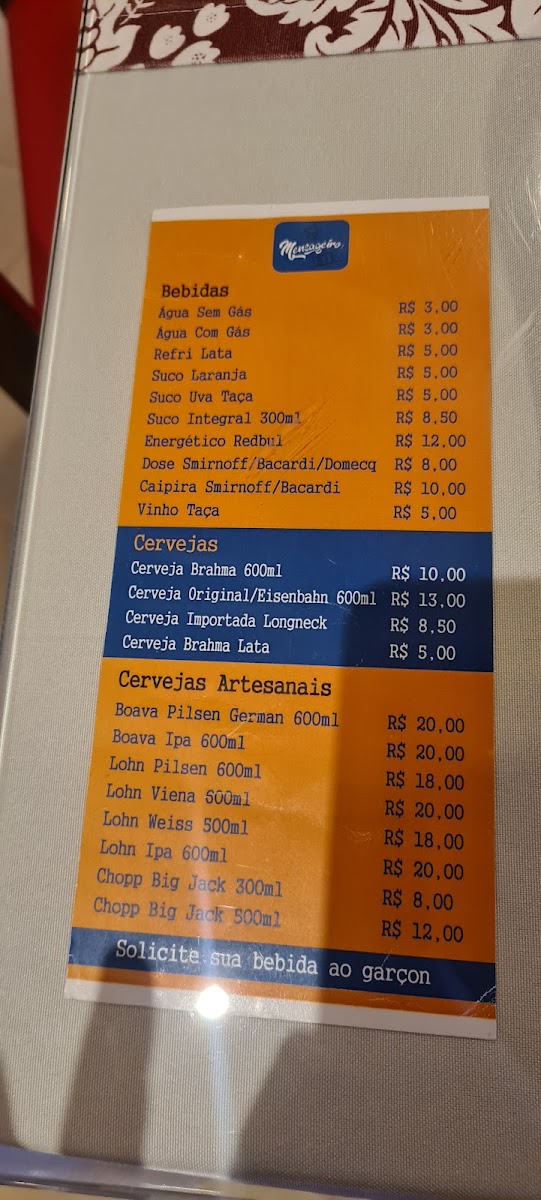 Mensageiro
Bebidas
Água Sem Gás R$ 3,00
Água Com Gás R$ 3.00
Refri Lata R$ 5,00
Suco Laranja R$ 5,00
Suco Uva Taça R$ 5,00
Suco Integral 300ml R$ 8,50
Energético Redbul R$ 12,00
Dose Smirnoff/Bacardi/Domecq R$ 8,00
Caipira Smirnoff/Bacardi R$ 10,00
Vinho Taça R$ 5,00
Cervejas
Cerveja Brahma 600ml R$ 10,00
Cerveja Original/Eisenbahn 600ml R$ 13,00
Cerveja Importada Longneck R$ 8,50
Cerveja Brahma Lata R$ 5,00
Cervejas Artesanais
Boava Pilsen German 600ml R$ 20,00
Boava Ipa 600ml R$ 20,00
Lohn Pilsen 600ml R$ 18,00
Lohn Viena 600ml R$ 20,00
Lohn Weiss 500ml R$ 18,00
Lohn Ipa 600ml R$ 20,00
Chopp Big Jack 300ml R$ 8,00
Chopp Big Jack 500ml R$ 12,00
Solicite sua bebida ao garçon